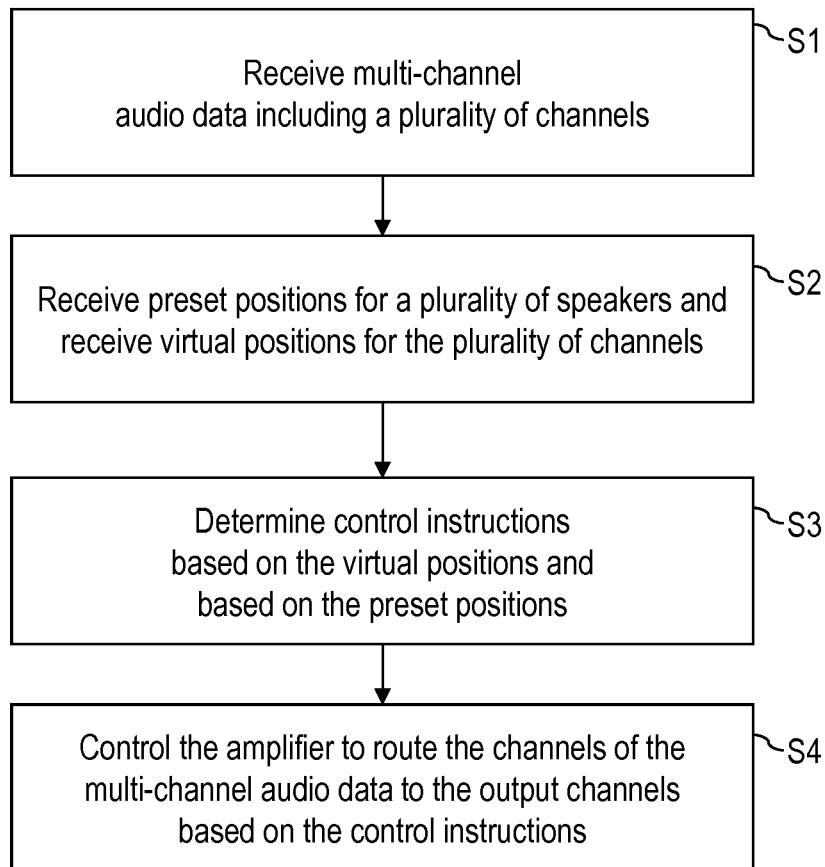 S1
Receive multi-channel
audio data including a plurality of channels
S2
Receive preset positions for a plurality of speakers and
receive virtual positions for the plurality of channels
S3
Determine control instructions
based on the virtual positions and
based on the preset positions
S4
Control the amplifier to route the channels of the
multi-channel audio data to the output channels
based on the control instructions